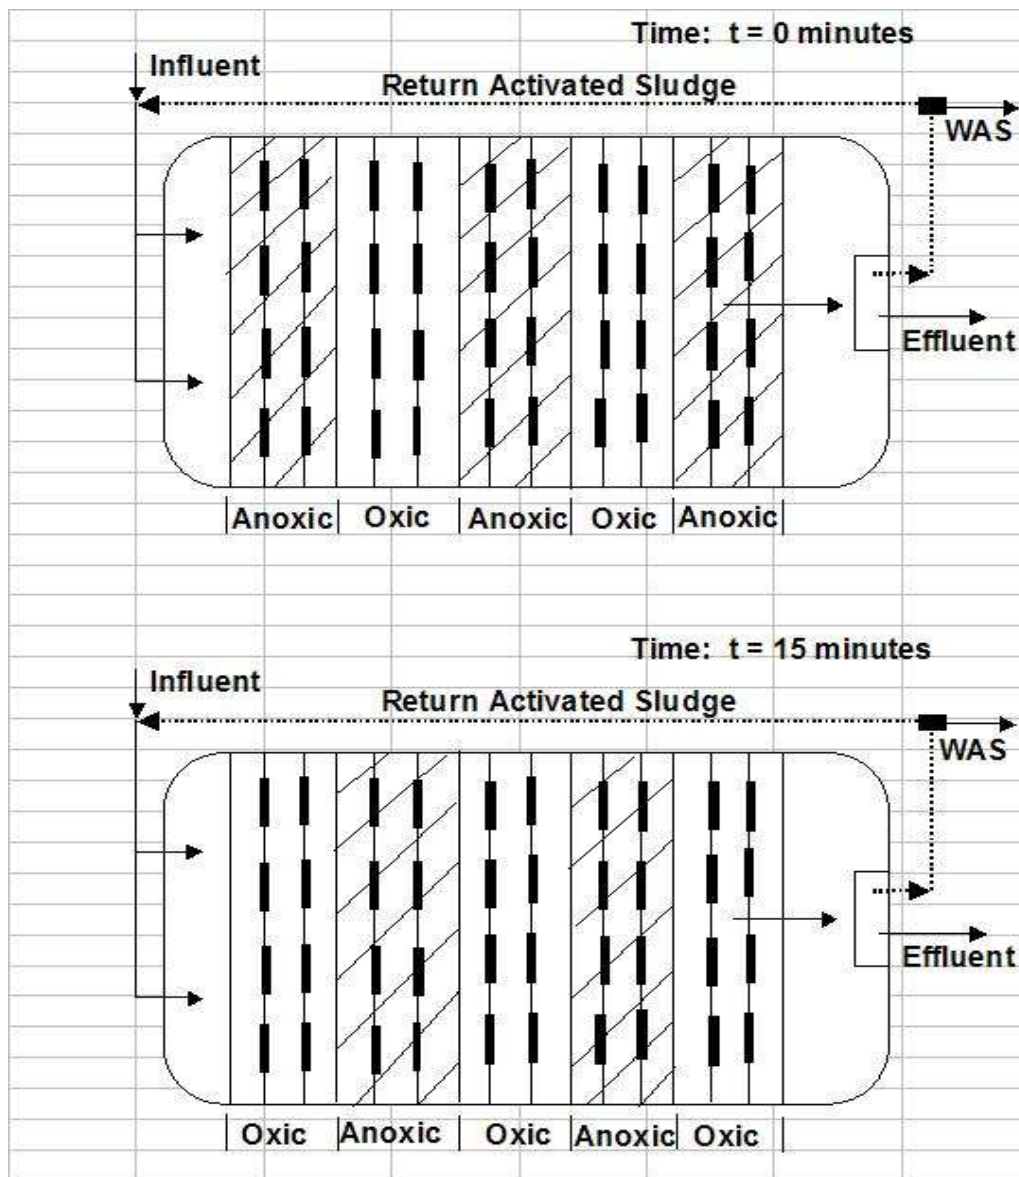 Time: t = 0 minutes
Influent
Return Activated Sludge
WAS
Effluent
Anoxic Oxic Anoxic Oxic Anoxic
Time: t = 15 minutes
Influent
Return Activated Sludge
WAS
Effluent
Oxic Anoxic Oxic Anoxic Oxic